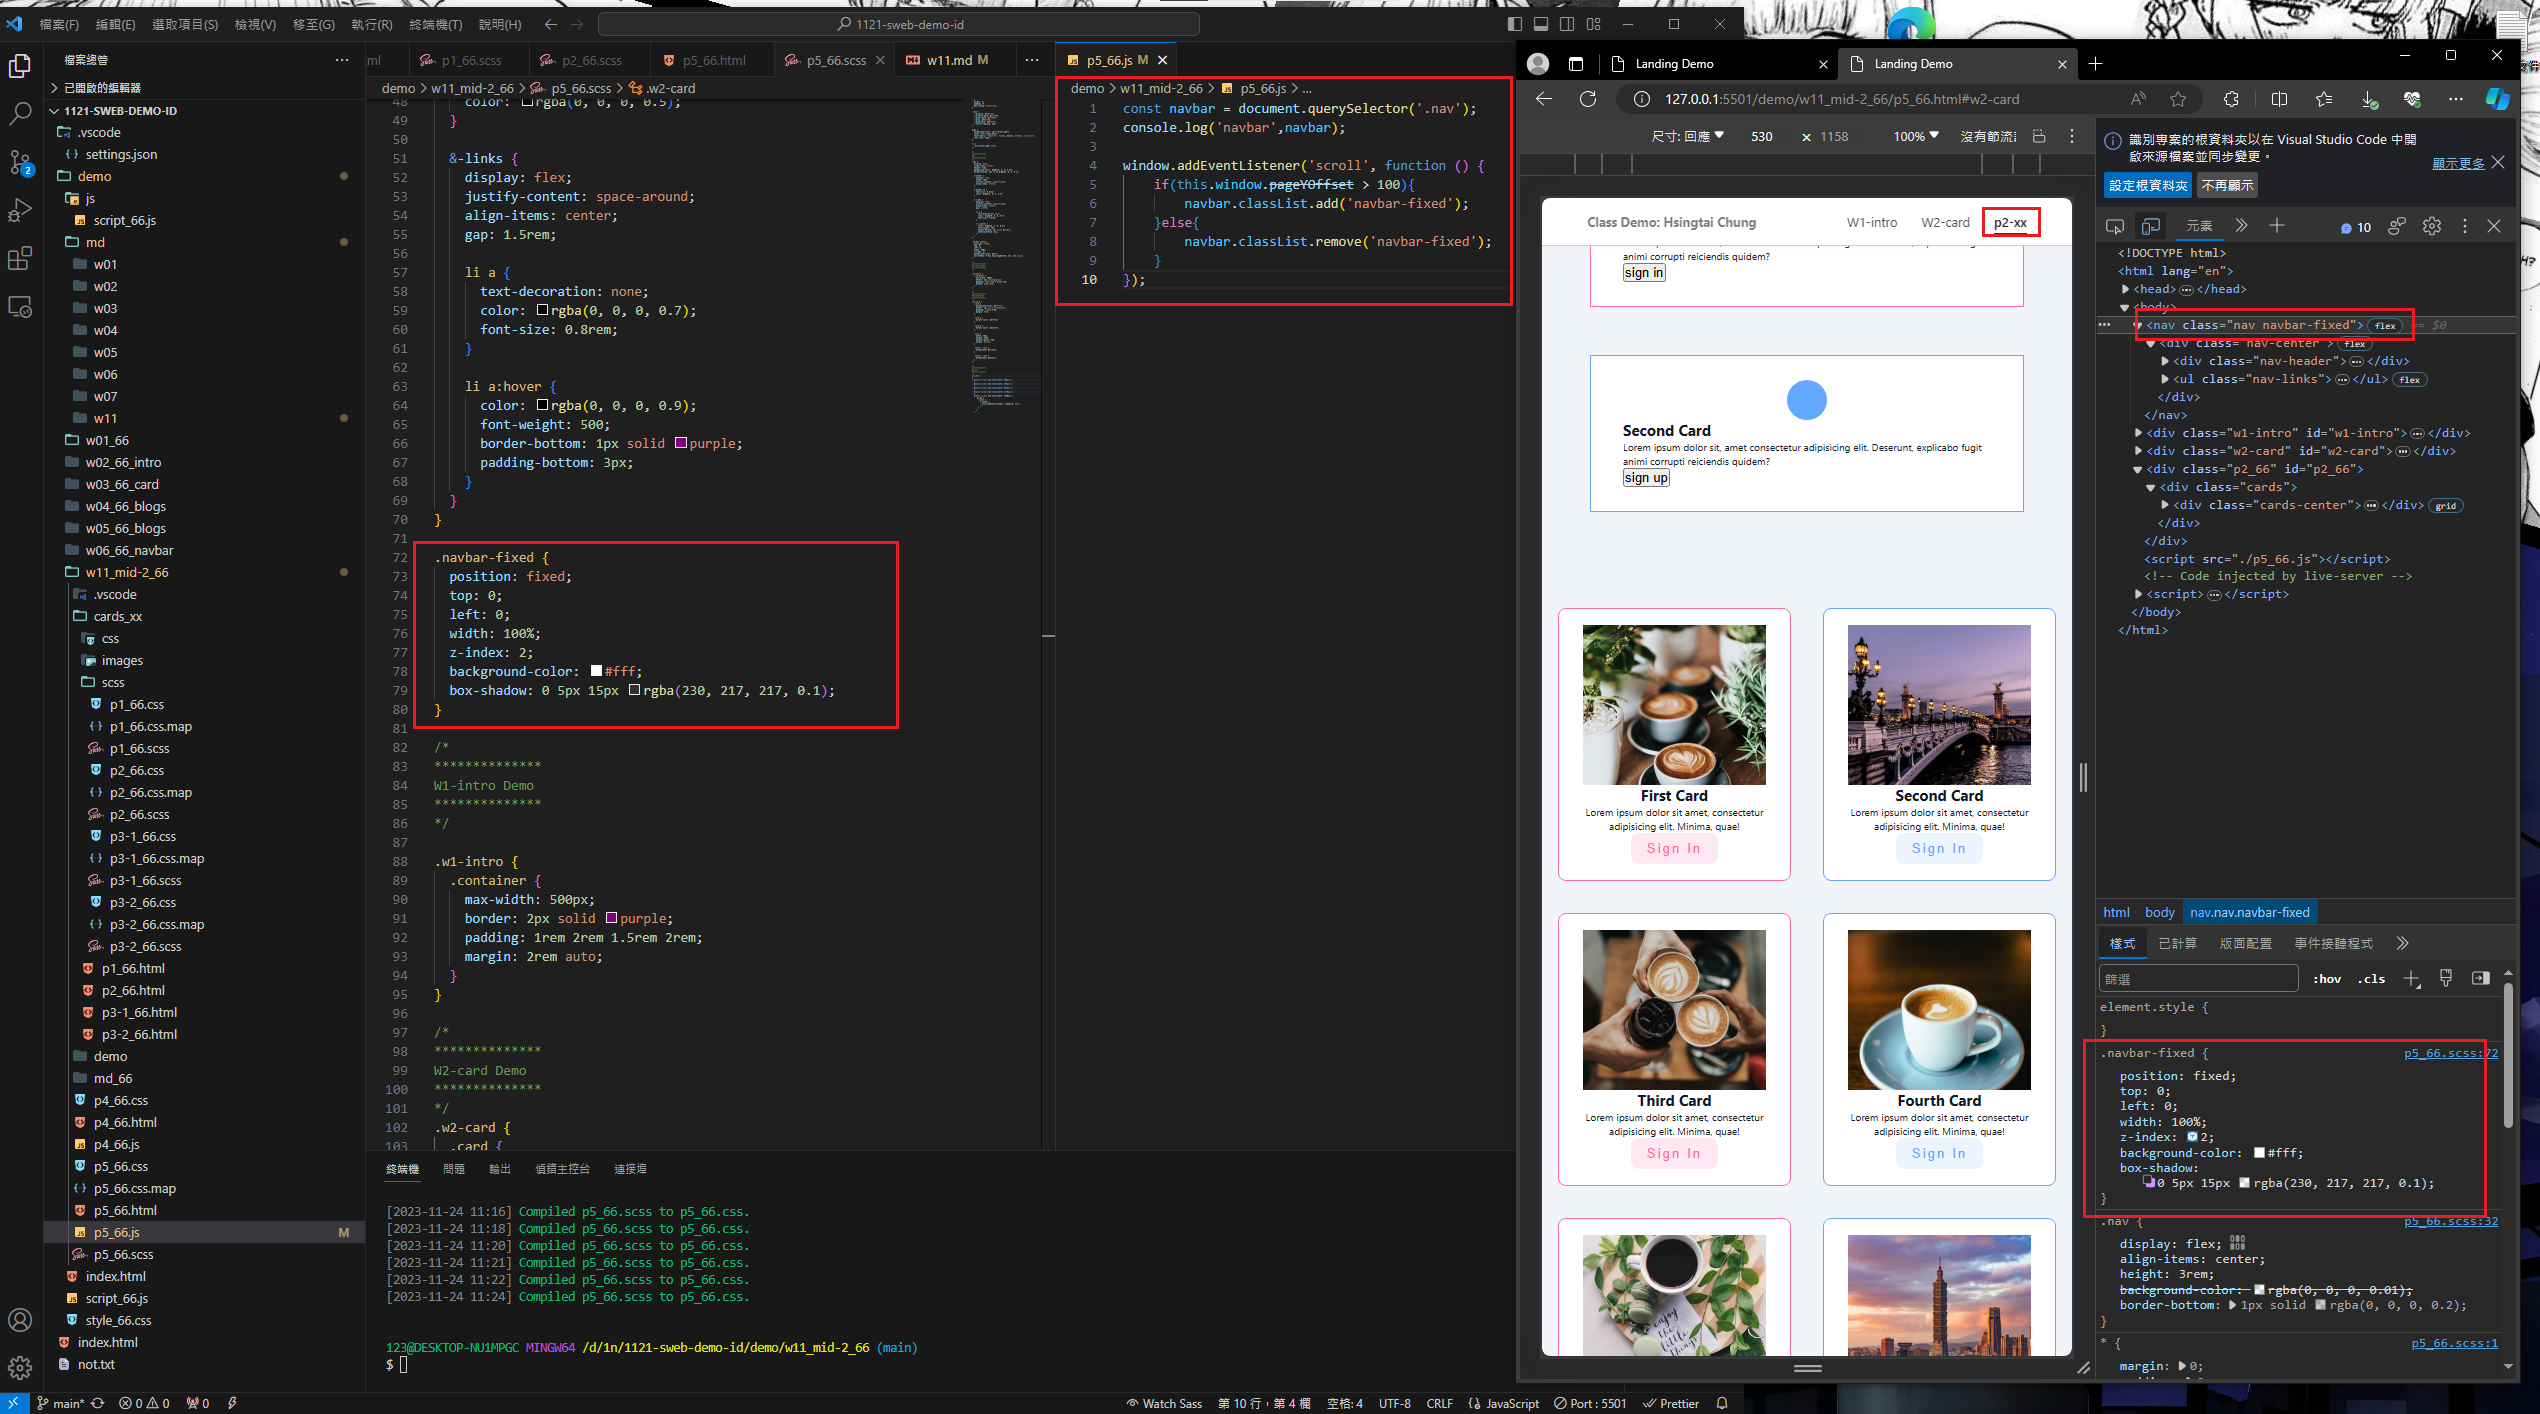 檔案(F) 編輯(E) 選取項目(S) 檢視(V) 移至(G) 執行(R) 終端機(T) 說明(H)
1121-sweb-demo-id
檔案總管
已開啟的編輯器
1121-SWEB-DEMO-ID
.vscode
settings.json
demo
js
script_66.js
md
w01
w02
w03
w04
w05
w06
w07
w11
w01_66
w02_66_intro
w03_66_card
w04_66_blogs
w05_66_blogs
w06_66_navbar
w11_mid-2_66
.vscode
cards_xx
css
images
scss
p1_66.css
p1_66.css.map
p1_66.scss
p2_66.css
p2_66.css.map
p2_66.scss
p3-1_66.css
p3-1_66.css.map
p3-1_66.scss
p3-2_66.css
p3-2_66.css.map
p3-2_66.scss
p1_66.html
p2_66.html
p3-1_66.html
p3-2_66.html
demo
md_66
p4_66.css
p4_66.html
p4_66.js
p5_66.css
p5_66.css.map
p5_66.html
p5_66.js M
p5_66.scss
index.html
script_66.js
style_66.css
index.html
not.txt
ml p1_66.scss p2_66.scss p5_66.html p5_66.scss w11.md M
demo > w11_mid-2_66 > p5_66.scss > .w2-card
48 color: rgba(0, 0, 0, 0.5);
49 }
50
51 &-links {
52 display: flex;
53 justify-content: space-around;
54 align-items: center;
55 gap: 1.5rem;
56
57 li a {
58 text-decoration: none;
59 color: rgba(0, 0, 0, 0.7);
60 font-size: 0.8rem;
61 }
62
63 li a:hover {
64 color: rgba(0, 0, 0, 0.9);
65 font-weight: 500;
66 border-bottom: 1px solid purple;
67 padding-bottom: 3px;
68 }
69 }
70 }
71
72 .navbar-fixed {
73 position: fixed;
74 top: 0;
75 left: 0;
76 width: 100%;
77 z-index: 2;
78 background-color: #fff;
79 box-shadow: 0 5px 15px rgba(230, 217, 217, 0.1);
80 }
81
82 /*
83 **************
84 W1-intro Demo
85 **************
86 */
87
88 .w1-intro {
89 .container {
90 max-width: 500px;
91 border: 2px solid purple;
92 padding: 1rem 2rem 1.5rem 2rem;
93 margin: 2rem auto;
94 }
95 }
96
97 /*
98 **************
99 W2-card Demo
100 **************
101 */
102 .w2-card {
103 .card {
p5_66.js M
demo > w11_mid-2_66 > p5_66.js > ...
1 const navbar = document.querySelector('.nav');
2 console.log('navbar',navbar);
3
4 window.addEventListener('scroll', function () {
5 if(this.window.pageYOffset > 100){
6 navbar.classList.add('navbar-fixed');
7 }else{
8 navbar.classList.remove('navbar-fixed');
9 }
10 });
終端機 問題 輸出 偵錯主控台 連接埠
[2023-11-24 11:16] Compiled p5_66.scss to p5_66.css.
[2023-11-24 11:18] Compiled p5_66.scss to p5_66.css.
[2023-11-24 11:20] Compiled p5_66.scss to p5_66.css.
[2023-11-24 11:21] Compiled p5_66.scss to p5_66.css.
[2023-11-24 11:22] Compiled p5_66.scss to p5_66.css.
[2023-11-24 11:24] Compiled p5_66.scss to p5_66.css.
123@DESKTOP-NU1MPGC MINGW64 /d/1n/1121-sweb-demo-id/demo/w11_mid-2_66 (main)
$
main* 0 0 0 Watch Sass 第 10 行，第 4 欄 空格: 4 UTF-8 CRLF JavaScript Port : 5501 Prettier
Landing Demo Landing Demo
127.0.0.1:5501/demo/w11_mid-2_66/p5_66.html#w2-card
尺寸: 回應 530 × 1158 100%
Class Demo: Hsingtai Chung W1-intro W2-card p2-xx
animi corrupti reiciendis quidem?
sign in
Second Card
Lorem ipsum dolor sit, amet consectetur adipisicing elit. Deserunt, explicabo fugit
animi corrupti reiciendis quidem?
sign up
First Card
Lorem ipsum dolor sit amet, consectetur
adipisicing elit. Minima, quae!
Sign In
Second Card
Lorem ipsum dolor sit amet, consectetur
adipisicing elit. Minima, quae!
Sign In
Third Card
Lorem ipsum dolor sit amet, consectetur
adipisicing elit. Minima, quae!
Sign In
Fourth Card
Lorem ipsum dolor sit amet, consectetur
adipisicing elit. Minima, quae!
Sign In
識別專案的根資料夾以在 Visual Studio Code 中開
啟來源檔案並同步變更。
顯示更多
設定根資料夾 不再顯示
元素 10
<!DOCTYPE html>
<html lang="en">
<head> </head>
<body>
<nav class="nav navbar-fixed"> flex == $0
<div class="nav-center"> flex
<div class="nav-header"> </div>
<ul class="nav-links"> </ul> flex
</div>
</nav>
<div class="w1-intro" id="w1-intro"> </div>
<div class="w2-card" id="w2-card"> </div>
<div class="p2_66" id="p2_66">
<div class="cards">
<div class="cards-center"> </div> grid
</div>
</div>
<script src="./p5_66.js"></script>
<!-- Code injected by live-server -->
<script> </script>
</body>
</html>
html body nav.nav.navbar-fixed
樣式 已計算 版面配置 事件接聽程式
篩選 :hov .cls
element.style {
}
.navbar-fixed { p5_66.scss:72
position: fixed;
top: 0;
left: 0;
width: 100%;
z-index: 2;
background-color: #fff;
box-shadow:
0 5px 15px rgba(230, 217, 217, 0.1);
}
.nav { p5_66.scss:32
display: flex;
align-items: center;
height: 3rem;
background-color: rgba(0, 0, 0, 0.01);
border-bottom: 1px solid rgba(0, 0, 0, 0.2);
}
* { p5_66.scss:1
margin: 0;